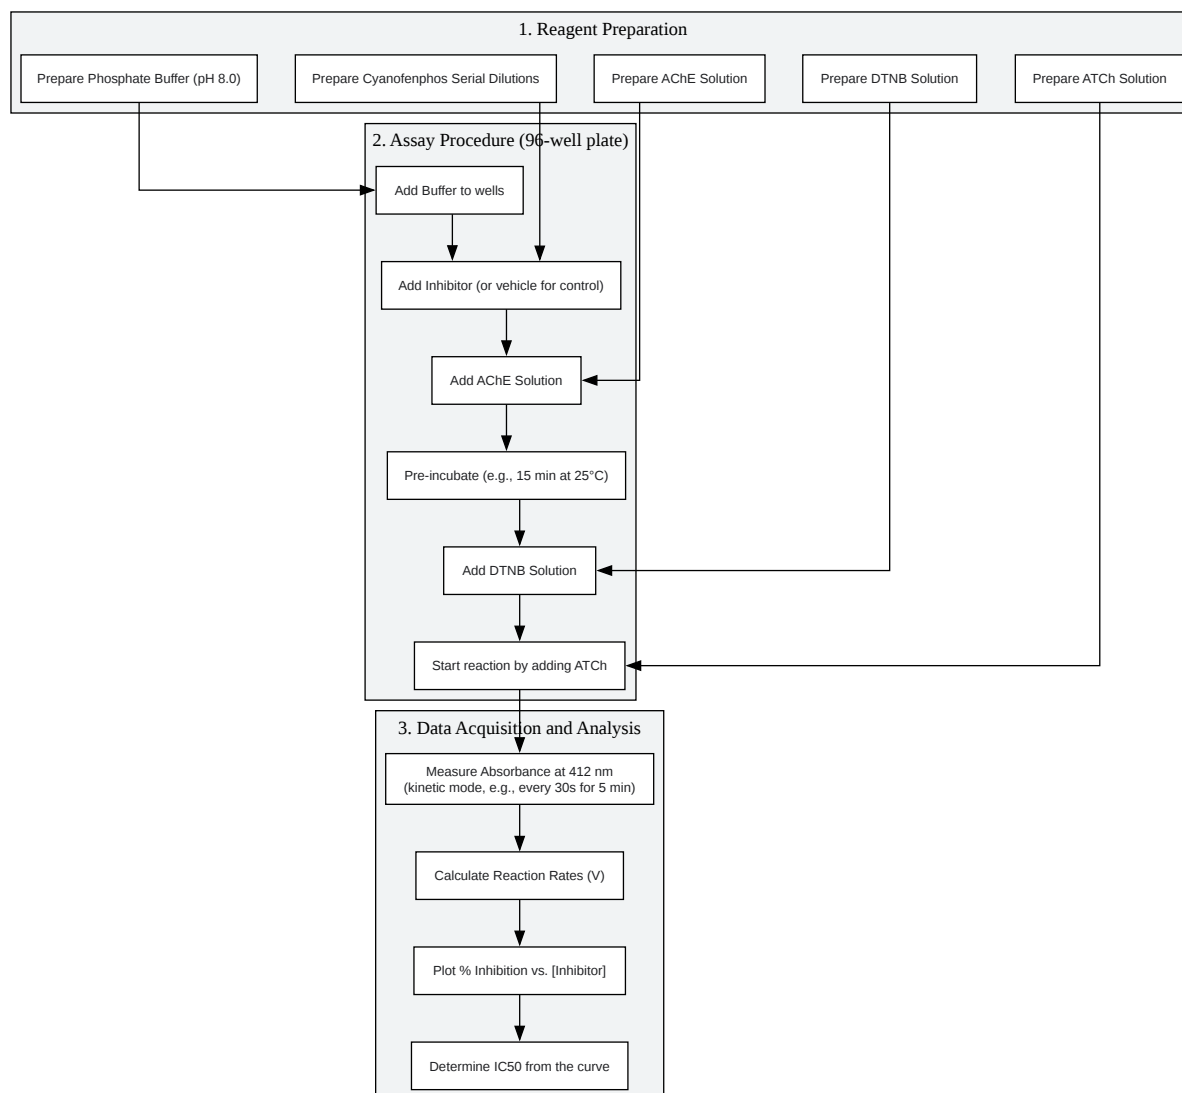 1. Reagent Preparation
Prepare Phosphate Buffer (pH 8.0)
Prepare Cyanofenphos Serial Dilutions
Prepare AChE Solution
Prepare DTNB Solution
Prepare ATCh Solution
2. Assay Procedure (96-well plate)
Add Buffer to wells
Add Inhibitor (or vehicle for control)
Add AChE Solution
Pre-incubate (e.g., 15 min at 25°C)
Add DTNB Solution
Start reaction by adding ATCh
3. Data Acquisition and Analysis
Measure Absorbance at 412 nm
(kinetic mode, e.g., every 30s for 5 min)
Calculate Reaction Rates (V)
Plot % Inhibition vs. [Inhibitor]
Determine IC50 from the curve